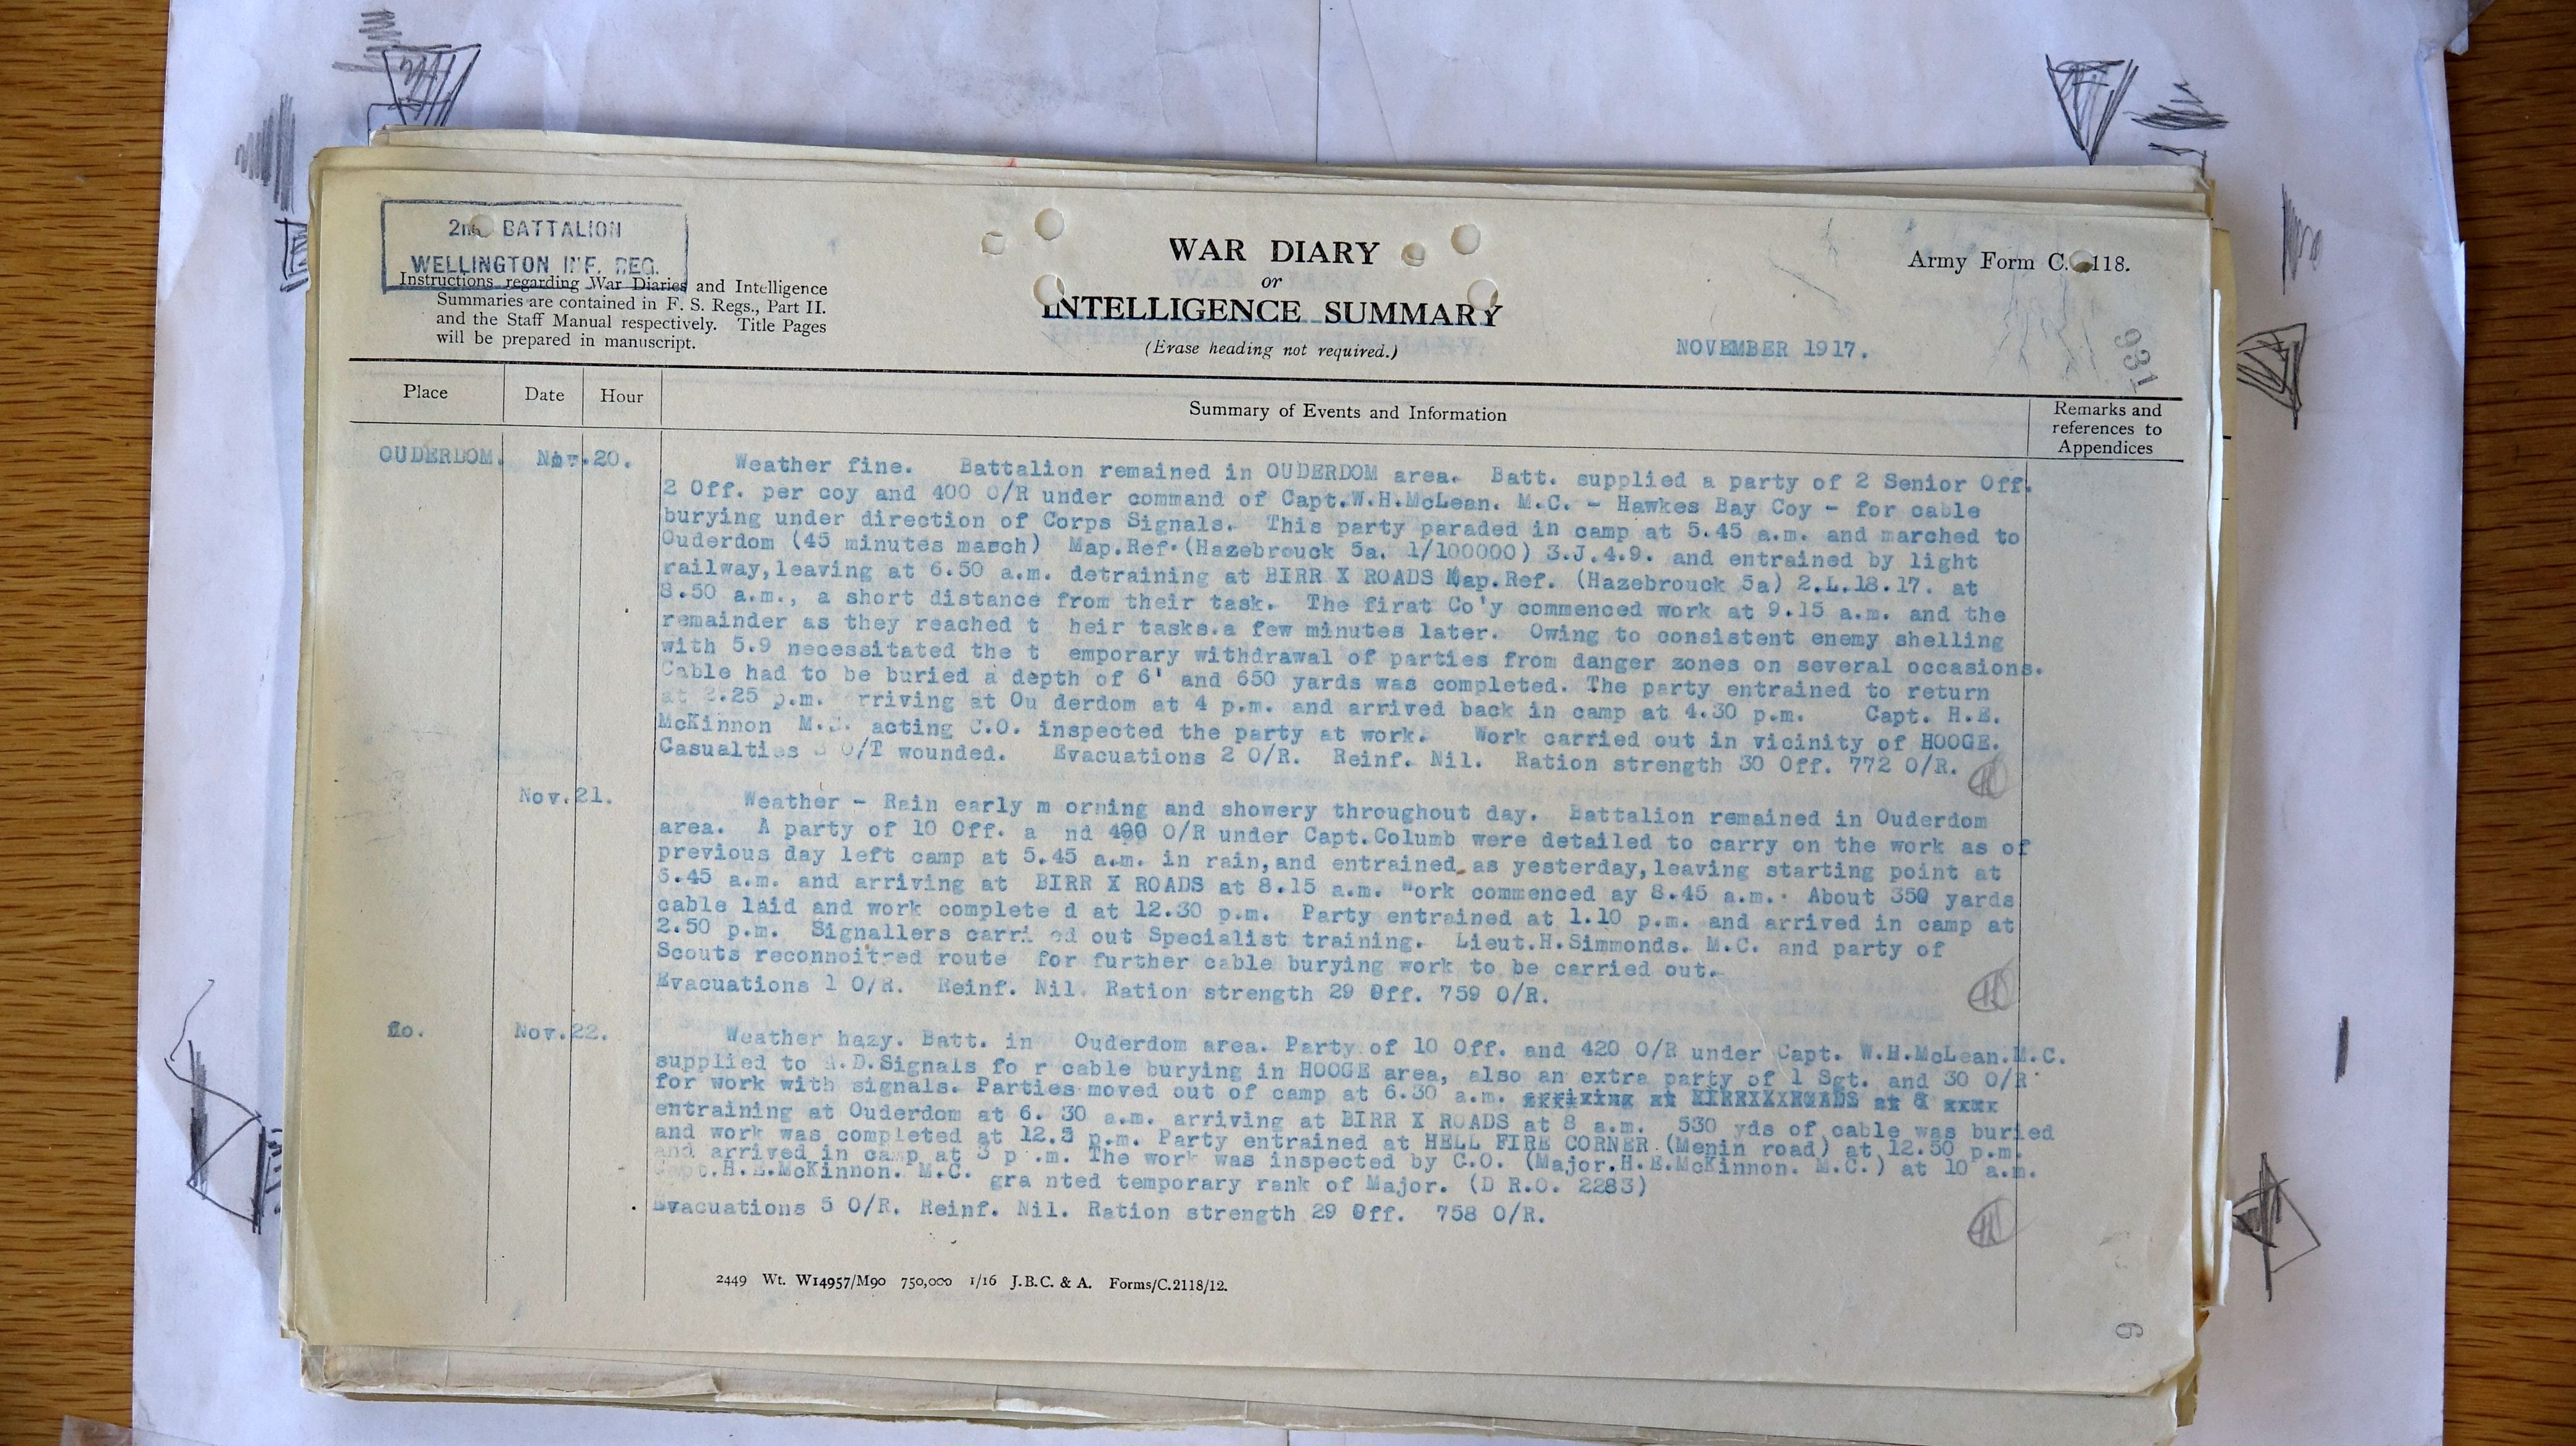 2nd BATTALION
WELLINGTON INF. REG.
Instructions regarding War Diaries and Intelligence
Summaries are contained in F. S. Regs., Part II.
and the Staff Manual respectively. Title Pages
will be prepared in manuscript.
WAR DIARY
or
INTELLIGENCE SUMMARY
(Erase heading not required.)
Army Form C. 118.
NOVEMBER 1917.
931
Place Date Hour Summary of Events and Information Remarks and
references to
Appendices
OUDERDOM. Nov.20. Weather fine. Battalion remained in OUDERDOM area. Batt. supplied a party of 2 Senior Off.
2 Off. per coy and 400 O/R under command of Capt.W.H.McLean. M.C. - Hawkes Bay Coy - for cable
burying under direction of Corps Signals. This party paraded in camp at 5.45 a.m. and marched to
Ouderdom (45 minutes march) Map.Ref.(Hazebrouck 5a. 1/100000) 3.J.4.9. and entrained by light
railway,leaving at 6.50 a.m. detraining at BIRR X ROADS Map.Ref. (Hazebrouck 5a) 2.L.18.17. at
8.50 a.m., a short distance from their task. The firat Co'y commenced work at 9.15 a.m. and the
remainder as they reached t heir tasks.a few minutes later. Owing to consistent enemy shelling
with 5.9 necessitated the t emporary withdrawal of parties from danger zones on several occasions.
Cable had to be buried a depth of 6' and 650 yards was completed. The party entrained to return
at 2.25 p.m. rriving at Ou derdom at 4 p.m. and arrived back in camp at 4.30 p.m. Capt. H.E.
McKinnon M.C. acting C.O. inspected the party at work. Work carried out in vicinity of HOOGE.
Casualties 3 O/T wounded. Evacuations 2 O/R. Reinf. Nil. Ration strength 30 Off. 772 O/R.
Nov.21. Weather - Rain early m orning and showery throughout day. Battalion remained in Ouderdom
area. A party of 10 Off. a nd 400 O/R under Capt.Columb were detailed to carry on the work as of
previous day left camp at 5.45 a.m. in rain,and entrained as yesterday,leaving starting point at
6.45 a.m. and arriving at BIRR X ROADS at 8.15 a.m. "ork commenced ay 8.45 a.m. About 350 yards
cable laid and work complete d at 12.30 p.m. Party entrained at 1.10 p.m. and arrived in camp at
2.50 p.m. Signallers carri ed out Specialist training. Lieut.H.Simmonds. M.C. and party of
Scouts reconnoitred route for further cable burying work to be carried out.
Evacuations 1 O/R. Reinf. Nil. Ration strength 29 Off. 759 O/R.
do. Nov.22. Weather hazy. Batt. in Ouderdom area. Party of 10 Off. and 420 O/R under Capt. W.H.McLean.M.C.
supplied to A.D.Signals fo r cable burying in HOOGE area, also an extra party of 1 Sgt. and 30 O/R
for work with signals. Parties moved out of camp at 6.30 a.m.
entraining at Ouderdom at 6. 30 a.m. arriving at BIRR X ROADS at 8 a.m. 530 yds of cable was buried
and work was completed at 12.5 p.m. Party entrained at HELL FIRE CORNER (Menin road) at 12.50 p.m.
and arrived in camp at 3 p .m. The work was inspected by C.O. (Major.H.E.McKinnon. M.C.) at 10 a.m.
Capt.H.E.McKinnon. M.C. gra nted temporary rank of Major. (D R.O. 2283)
Evacuations 5 O/R. Reinf. Nil. Ration strength 29 Off. 758 O/R.
2449 Wt. W14957/M90 750,000 1/16 J.B.C. & A. Forms/C.2118/12.
6